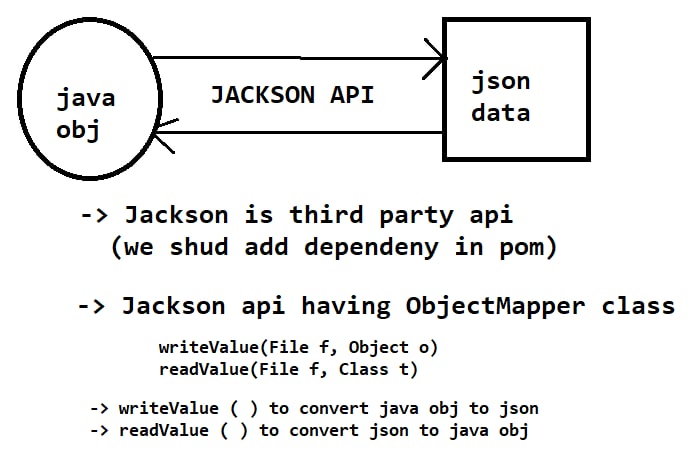 java
obj
JACKSON API
json
data
-> Jackson is third party api
(we shud add dependeny in pom)
-> Jackson api having ObjectMapper class
writeValue(File f, Object o)
readValue(File f, Class t)
-> writeValue ( ) to convert java obj to json
-> readValue ( ) to convert json to java obj